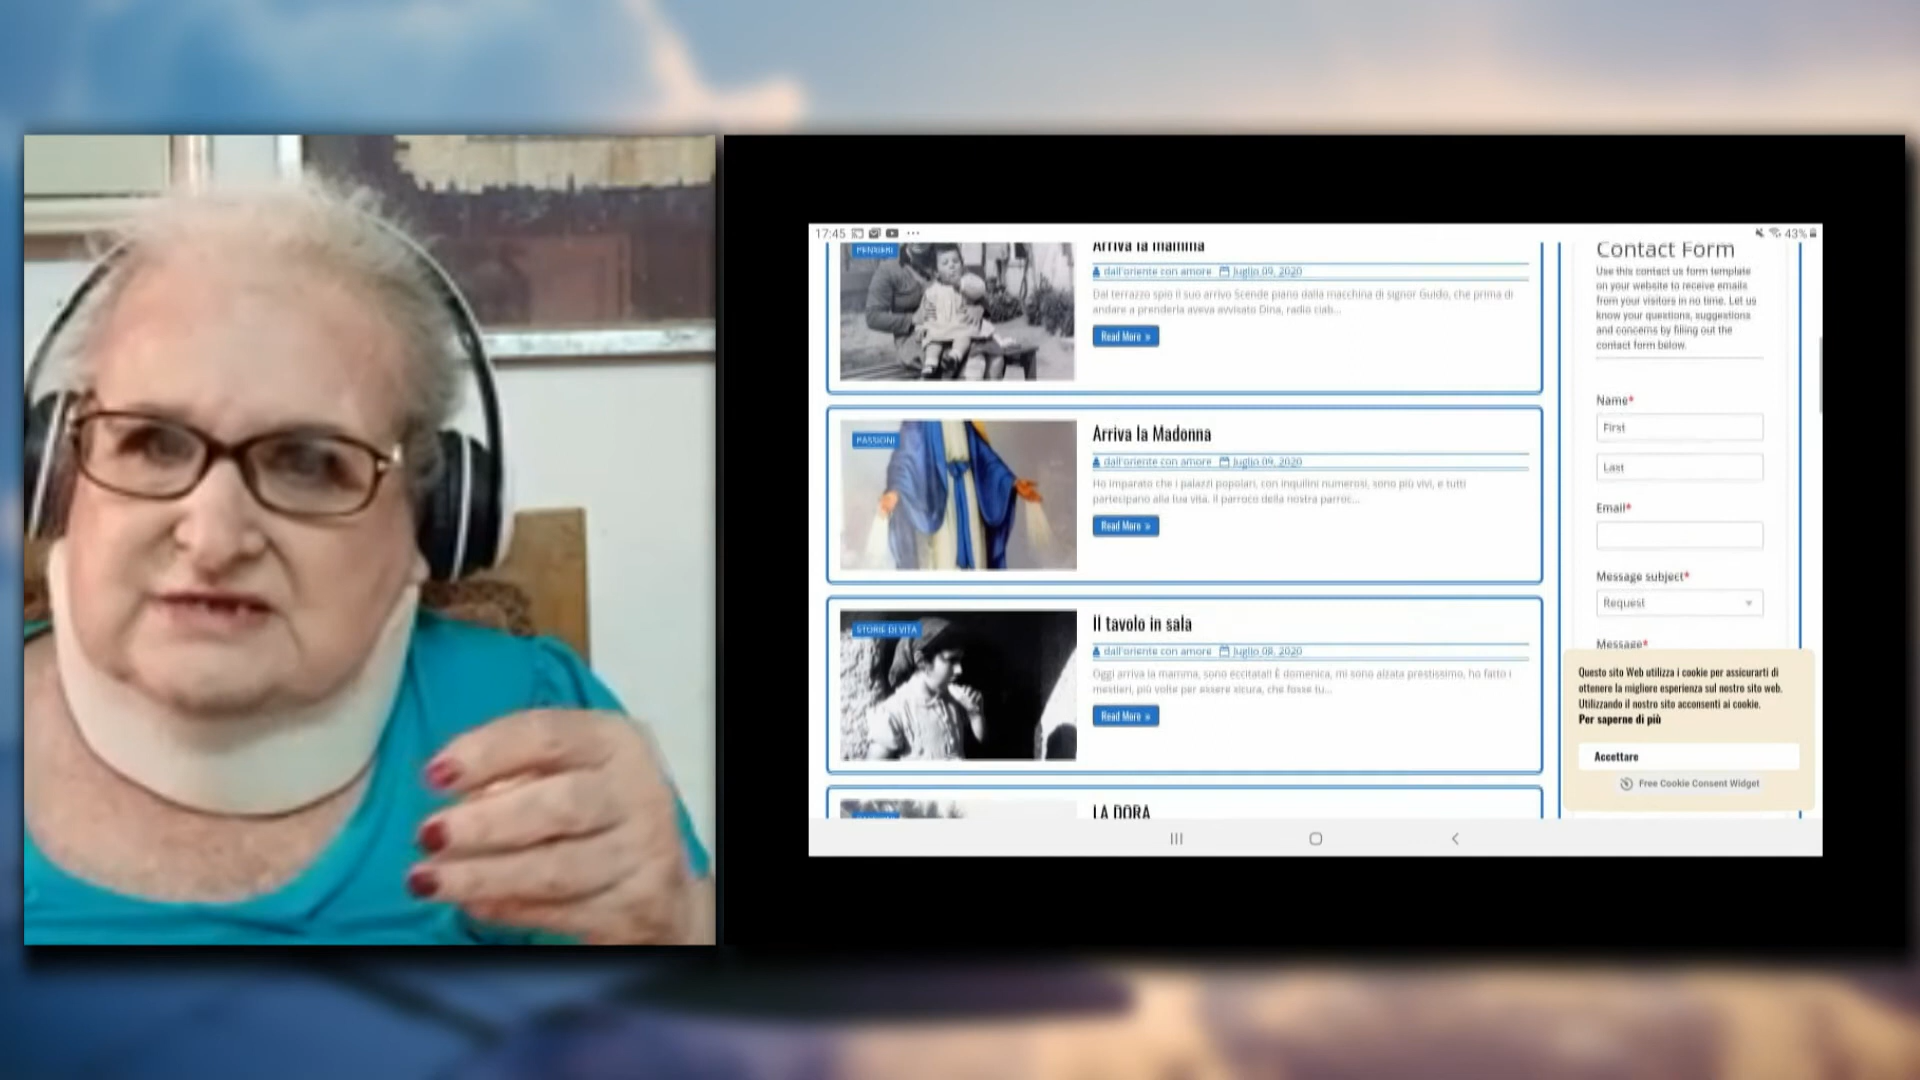 17:45
43%
PENSIERI
Arriva la mamma
dall'oriente con amore luglio 09, 2020
Dal terrazzo spio il suo arrivo Scende piano dalla macchina di signor Guido, che prima di
andare a prenderla aveva avvisato Dina, radio ciab...
Read More »
PASSIONI
Arriva la Madonna
dall'oriente con amore luglio 09, 2020
Ho imparato che i palazzi popolari, con inquilini numerosi, sono più vivi, e tutti
partecipano alla tua vita. Il parroco della nostra parroc...
Read More »
STORIE DI VITA
Il tavolo in sala
dall'oriente con amore luglio 08, 2020
Oggi arriva la mamma, sono eccitata!! È domenica, mi sono alzata prestissimo, ho fatto i
mestieri, più volte per essere sicura, che fosse tu...
Read More »
LA DORA
Contact Form
Use this contact us form template
on your website to receive emails
from your visitors in no time. Let us
know your questions, suggestions
and concerns by filling out the
contact form below.
Name*
First
Last
Email*
Message subject*
Request
Message*
Questo sito Web utilizza i cookie per assicurarti di
ottenere la migliore esperienza sul nostro sito web.
Utilizzando il nostro sito acconsenti ai cookie.
Per saperne di più
Accettare
Free Cookie Consent Widget